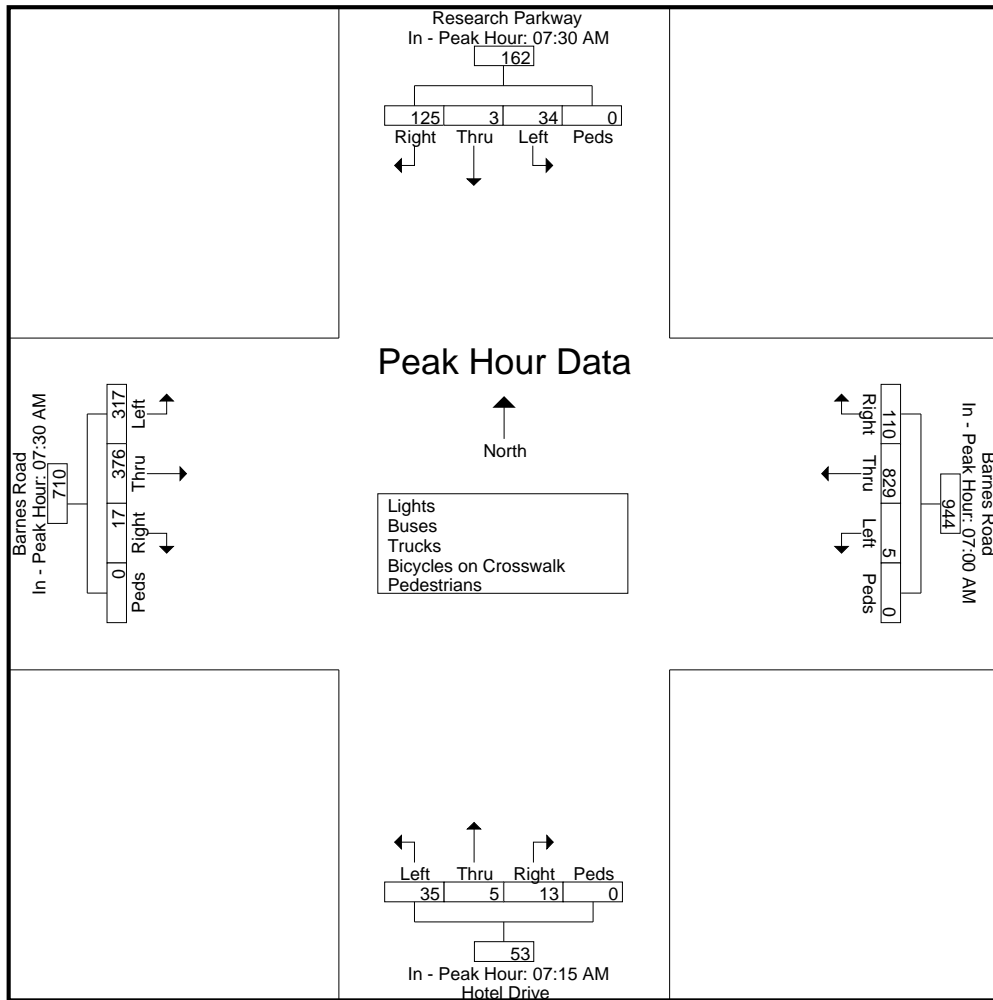 Research Parkway
In - Peak Hour: 07:30 AM
162
125 3 34 0
Right Thru Left Peds
Peak Hour Data
North
Lights
Buses
Trucks
Bicycles on Crosswalk
Pedestrians
Barnes Road
In - Peak Hour: 07:30 AM
710
317 376 17 0
Left Thru Right Peds
Barnes Road
In - Peak Hour: 07:00 AM
944
110 829 5 0
Right Thru Left Peds
Left Thru Right Peds
35 5 13 0
53
In - Peak Hour: 07:15 AM
Hotel Drive